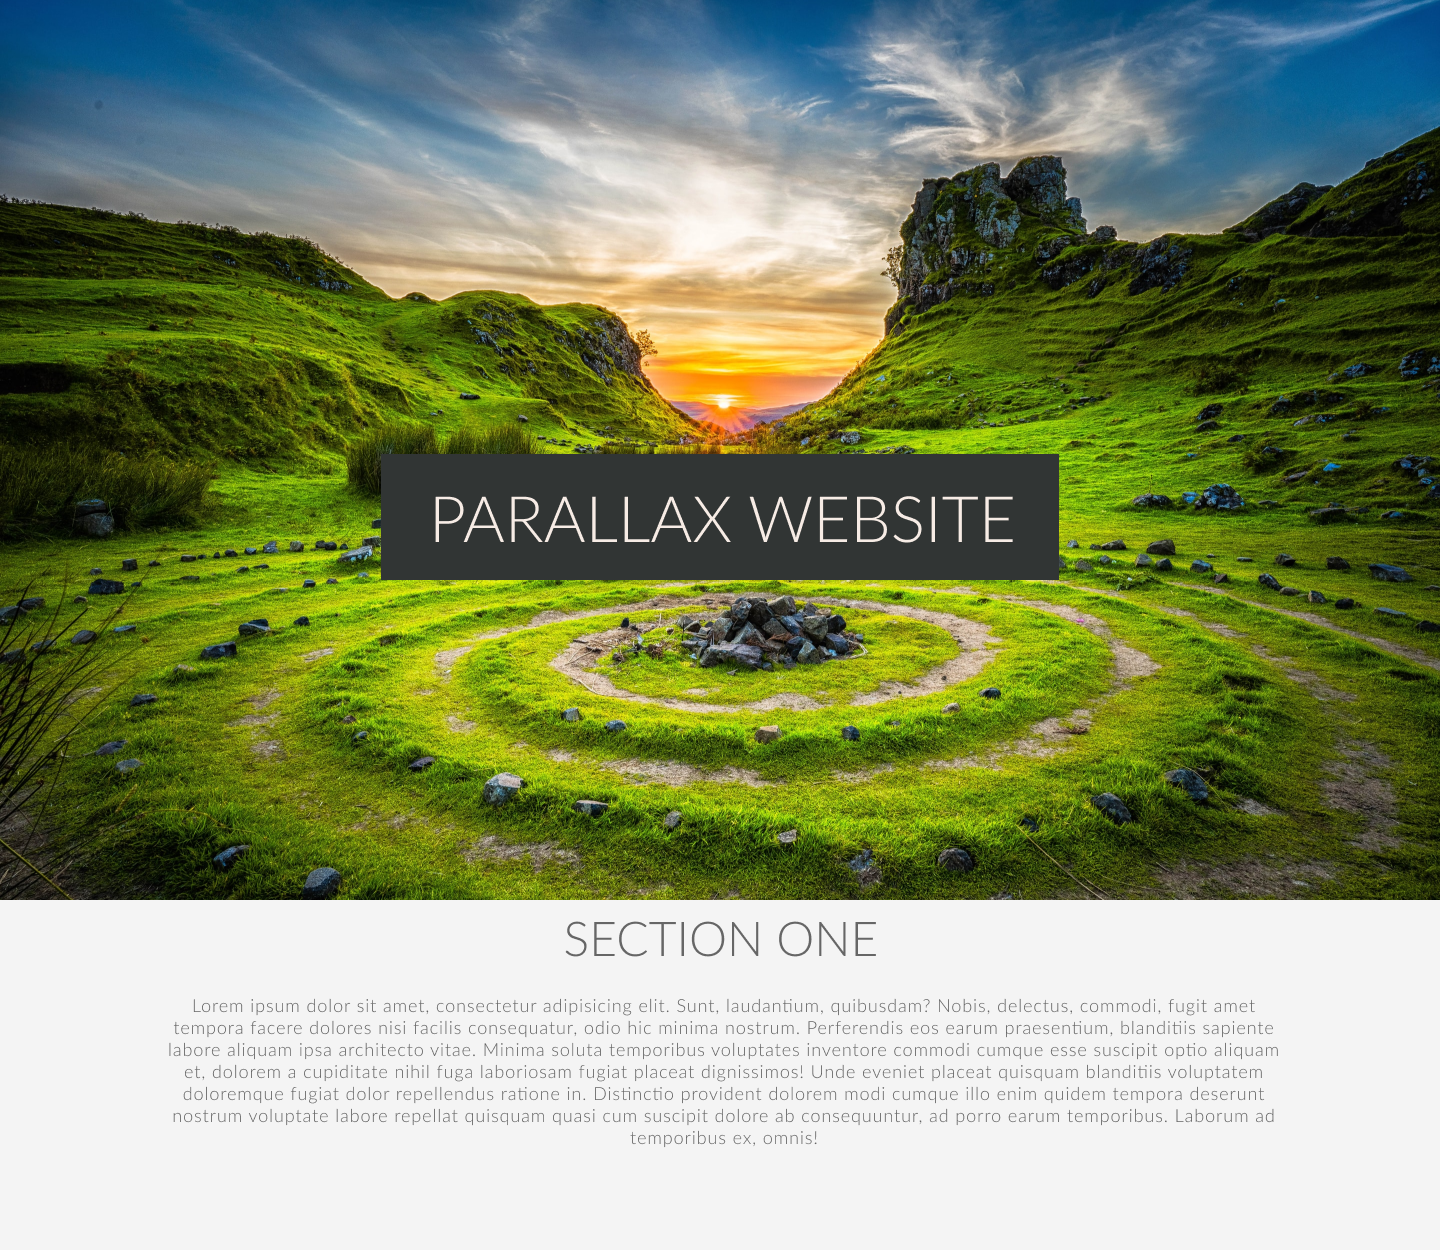 PARALLAX WEBSITE
SECTION ONE
Lorem ipsum dolor sit amet, consectetur adipisicing elit. Sunt, laudantium, quibusdam? Nobis, delectus, commodi, fugit amet
tempora facere dolores nisi facilis consequatur, odio hic minima nostrum. Perferendis eos earum praesentium, blanditiis sapiente
labore aliquam ipsa architecto vitae. Minima soluta temporibus voluptates inventore commodi cumque esse suscipit optio aliquam
et, dolorem a cupiditate nihil fuga laboriosam fugiat placeat dignissimos! Unde eveniet placeat quisquam blanditiis voluptatem
doloremque fugiat dolor repellendus ratione in. Distinctio provident dolorem modi cumque illo enim quidem tempora deserunt
nostrum voluptate labore repellat quisquam quasi cum suscipit dolore ab consequuntur, ad porro earum temporibus. Laborum ad
temporibus ex, omnis!